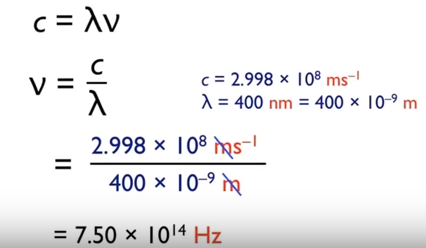 c = λν
ν = c / λ
c = 2.998 × 10⁸ ms⁻¹
λ = 400 nm = 400 × 10⁻⁹ m
= 2.998 × 10⁸ ms⁻¹ / 400 × 10⁻⁹ m
= 7.50 × 10¹⁴ Hz